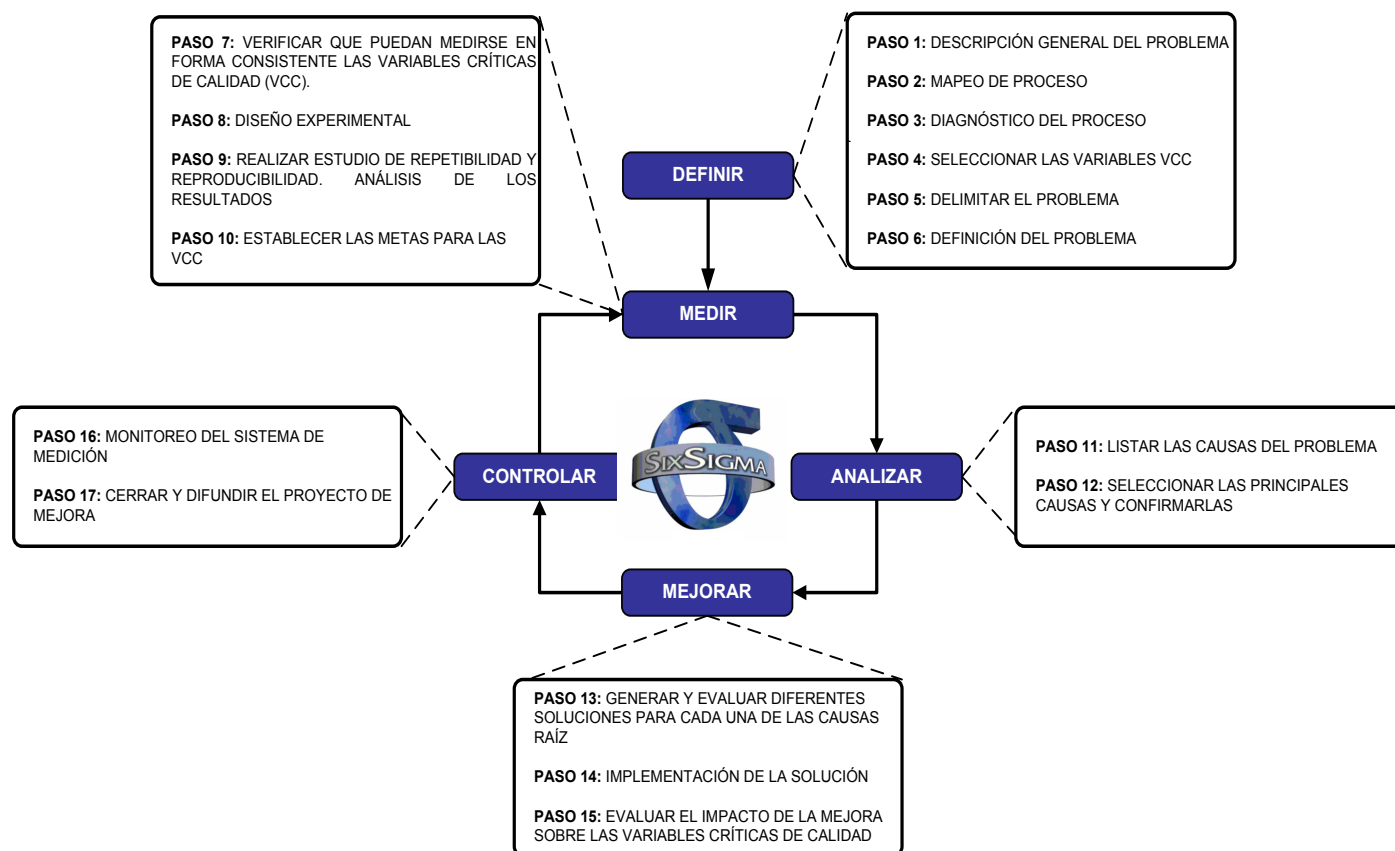 PASO 7: VERIFICAR QUE PUEDAN MEDIRSE EN
FORMA CONSISTENTE LAS VARIABLES CRÍTICAS
DE CALIDAD (VCC).
PASO 8: DISEÑO EXPERIMENTAL
PASO 9: REALIZAR ESTUDIO DE REPETIBILIDAD Y
REPRODUCIBILIDAD. ANÁLISIS DE LOS
RESULTADOS
PASO 10: ESTABLECER LAS METAS PARA LAS
VCC
PASO 1: DESCRIPCIÓN GENERAL DEL PROBLEMA
PASO 2: MAPEO DE PROCESO
PASO 3: DIAGNÓSTICO DEL PROCESO
PASO 4: SELECCIONAR LAS VARIABLES VCC
PASO 5: DELIMITAR EL PROBLEMA
PASO 6: DEFINICIÓN DEL PROBLEMA
DEFINIR
MEDIR
PASO 16: MONITOREO DEL SISTEMA DE
MEDICIÓN
PASO 17: CERRAR Y DIFUNDIR EL PROYECTO DE
MEJORA
CONTROLAR
SIXSIGMA
ANALIZAR
PASO 11: LISTAR LAS CAUSAS DEL PROBLEMA
PASO 12: SELECCIONAR LAS PRINCIPALES
CAUSAS Y CONFIRMARLAS
MEJORAR
PASO 13: GENERAR Y EVALUAR DIFERENTES
SOLUCIONES PARA CADA UNA DE LAS CAUSAS
RAÍZ
PASO 14: IMPLEMENTACIÓN DE LA SOLUCIÓN
PASO 15: EVALUAR EL IMPACTO DE LA MEJORA
SOBRE LAS VARIABLES CRÍTICAS DE CALIDAD